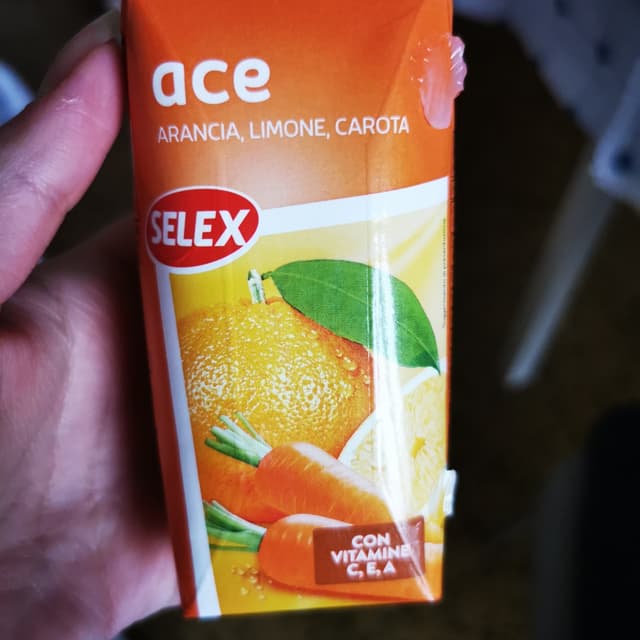 ace
ARANCIA, LIMONE, CAROTA
SELEX
CON
VITAMINE
C, E, A